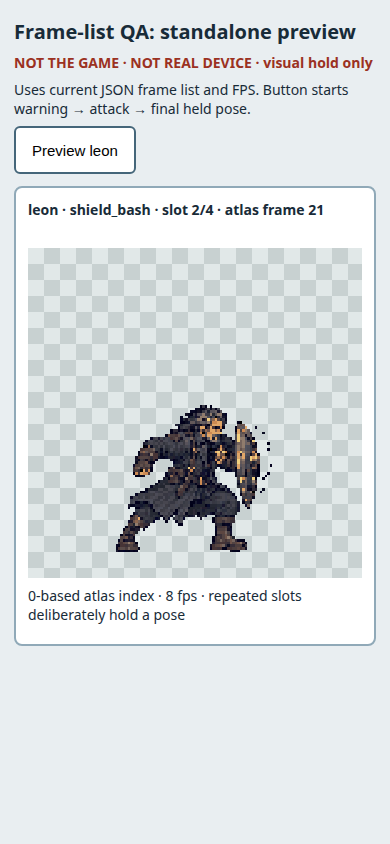 Frame-list QA: standalone preview
NOT THE GAME · NOT REAL DEVICE · visual hold only
Uses current JSON frame list and FPS. Button starts
warning → attack → final held pose.
Preview leon
leon · shield_bash · slot 2/4 · atlas frame 21
0-based atlas index · 8 fps · repeated slots
deliberately hold a pose